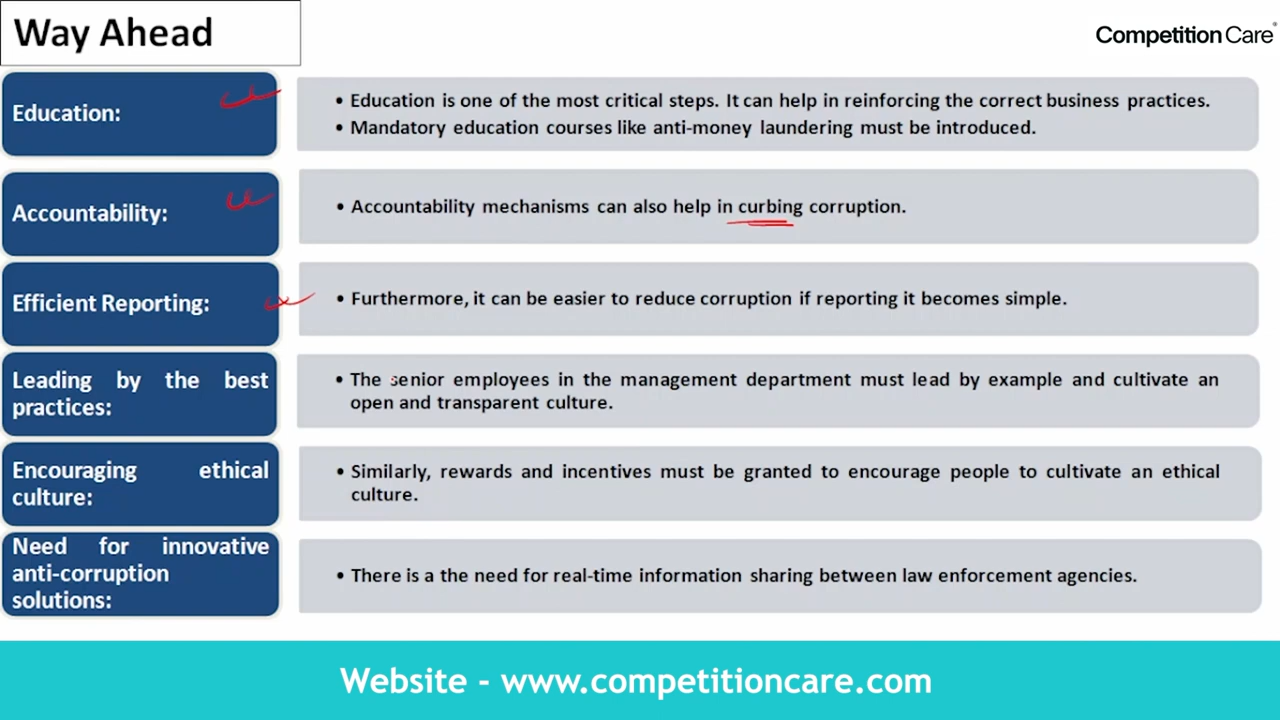 Way Ahead
Competition Care®
Education:
• Education is one of the most critical steps. It can help in reinforcing the correct business practices.
• Mandatory education courses like anti-money laundering must be introduced.
Accountability:
• Accountability mechanisms can also help in curbing corruption.
Efficient Reporting:
• Furthermore, it can be easier to reduce corruption if reporting it becomes simple.
Leading by the best
practices:
• The senior employees in the management department must lead by example and cultivate an
open and transparent culture.
Encouraging ethical
culture:
• Similarly, rewards and incentives must be granted to encourage people to cultivate an ethical
culture.
Need for innovative
anti-corruption
solutions:
• There is a the need for real-time information sharing between law enforcement agencies.
Website - www.competitioncare.com